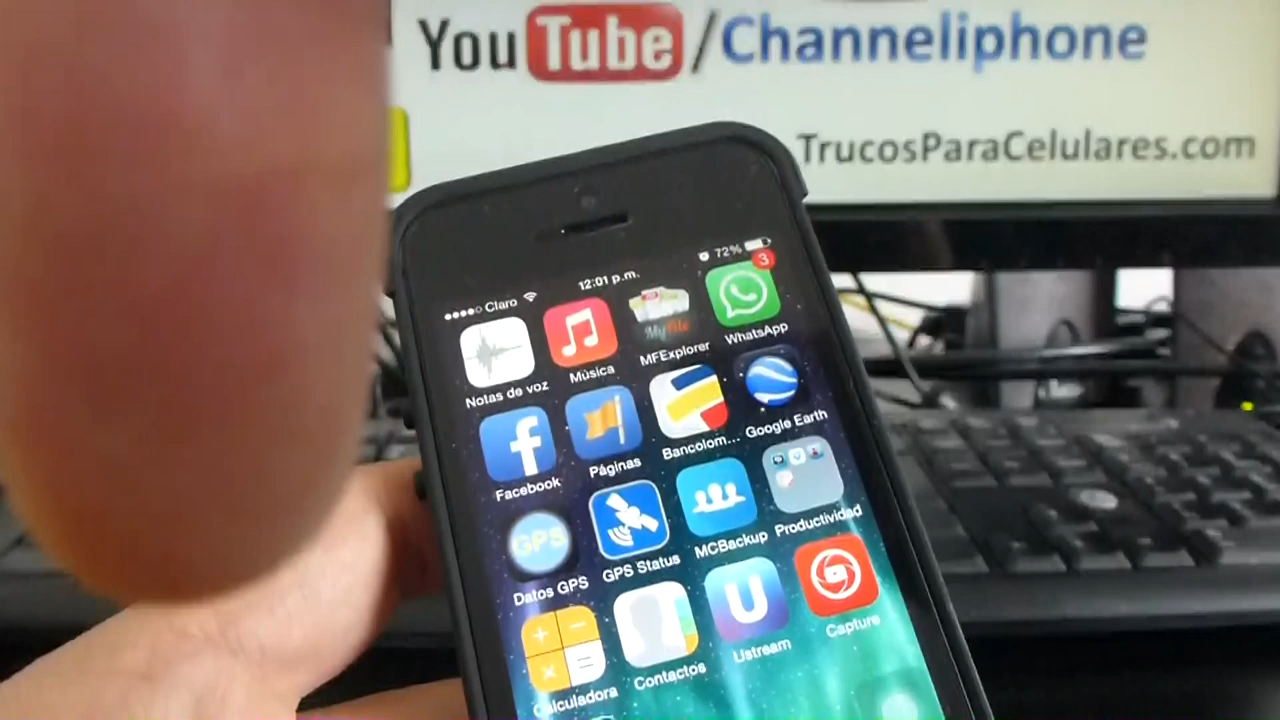 YouTube/Channeliphone
TrucosParaCelulares.com
Claro 12:01 p.m. 72%
3
Notas de voz Música MFExplorer WhatsApp
MyFile
Facebook Páginas Bancolom... Google Earth
GPS
Datos GPS GPS Status MCBackup Productividad
U
Calculadora Contactos Ustream Capture